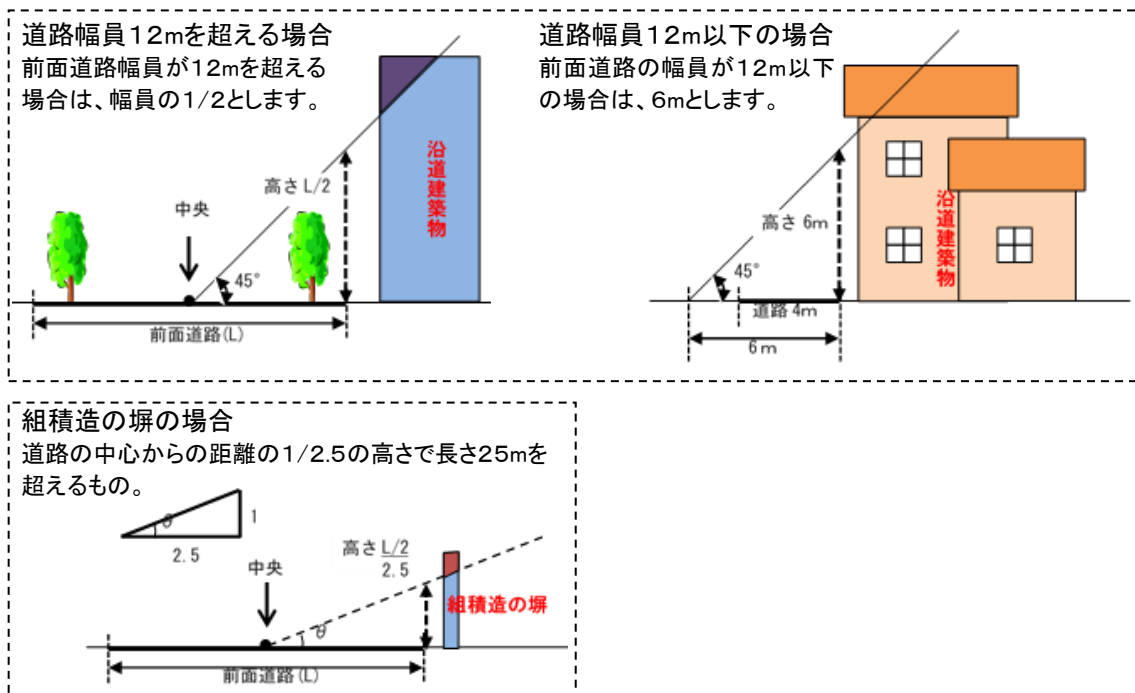 道路幅員12mを超える場合
前面道路幅員が12mを超える
場合は、幅員の1/2とします。
高さ L/2
中央
45°
沿道建築物
前面道路(L)
道路幅員12m以下の場合
前面道路の幅員が12m以下
の場合は、6mとします。
高さ 6m
45°
沿道建築物
道路 4m
6m
組積造の塀の場合
道路の中心からの距離の1/2.5の高さで長さ25mを
超えるもの。
θ
1
2.5
中央
高さ L/2
2.5
組積造の塀
θ
前面道路(L)